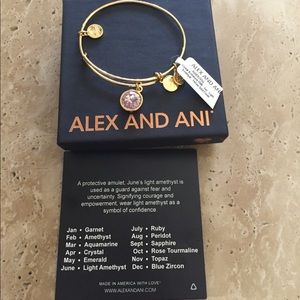 ALEX AND ANI
ALEX AND ANI®
A protective amulet, June's light amethyst is
used as a guard against fear and
uncertainty. Signifying courage and
empowerment, wear light amethyst as a
symbol of confidence.
Jan • Garnet
Feb • Amethyst
Mar • Aquamarine
Apr • Crystal
May • Emerald
June • Light Amethyst
July • Ruby
Aug • Peridot
Sept • Sapphire
Oct • Rose Tourmaline
Nov • Topaz
Dec • Blue Zircon
MADE IN AMERICA WITH LOVE®
WWW.ALEXANDANI.COM